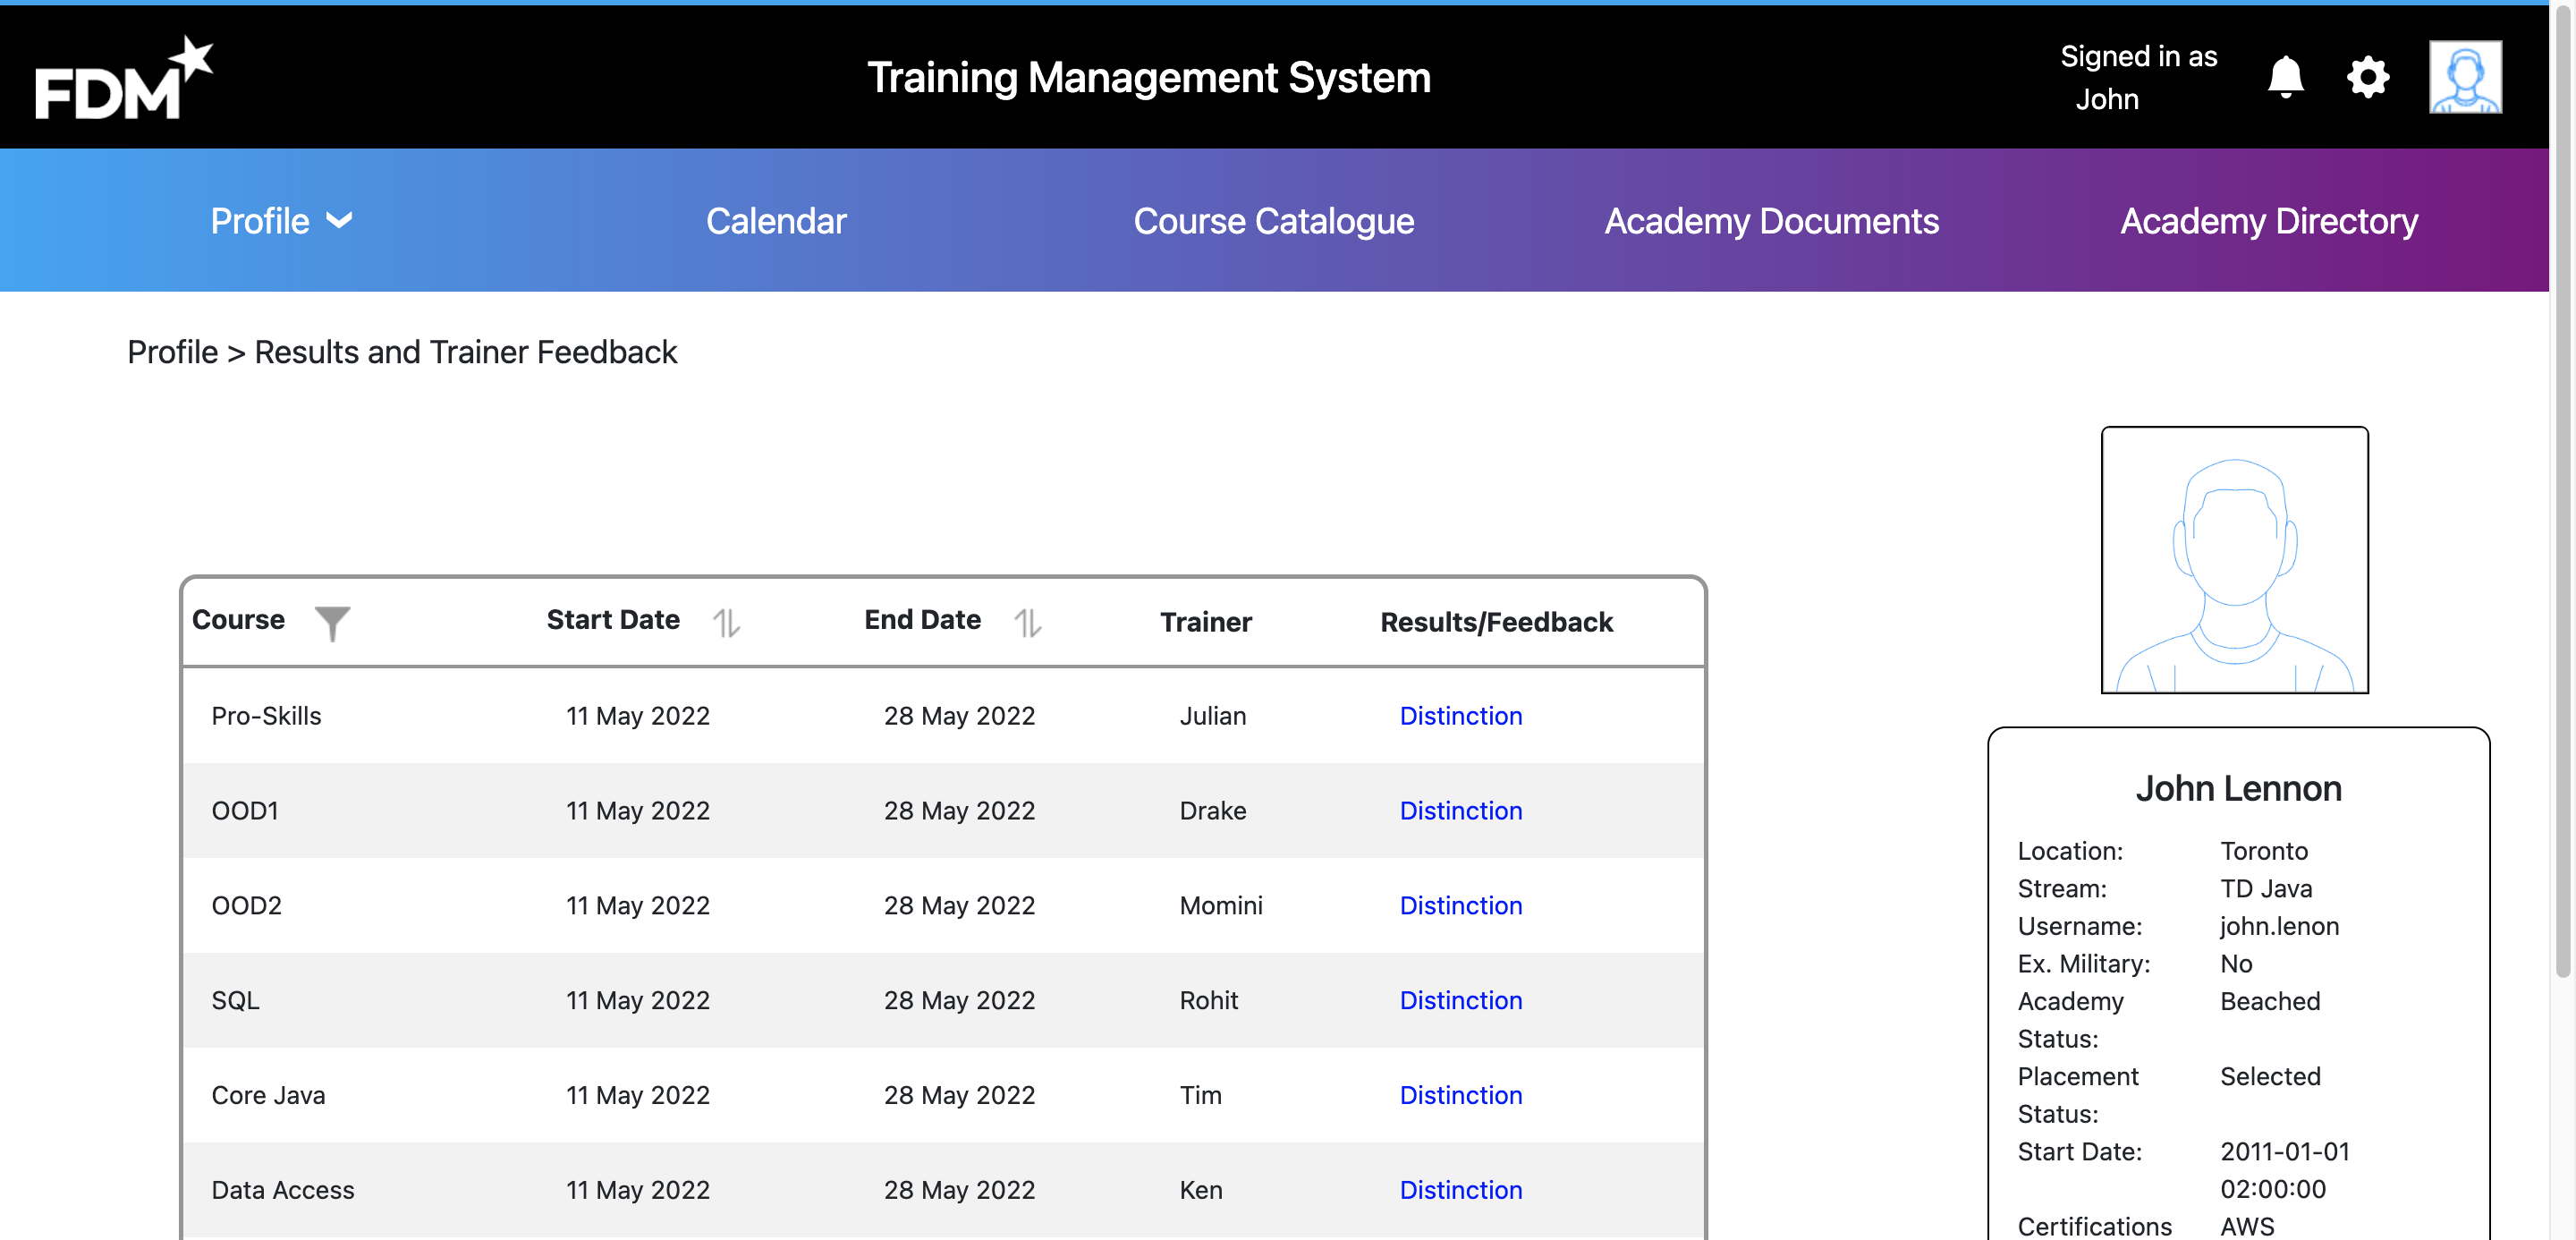 FDM
Training Management System
Signed in as
John
Profile
Calendar
Course Catalogue
Academy Documents
Academy Directory
Profile > Results and Trainer Feedback
Course Start Date End Date Trainer Results/Feedback
Pro-Skills 11 May 2022 28 May 2022 Julian Distinction
OOD1 11 May 2022 28 May 2022 Drake Distinction
OOD2 11 May 2022 28 May 2022 Momini Distinction
SQL 11 May 2022 28 May 2022 Rohit Distinction
Core Java 11 May 2022 28 May 2022 Tim Distinction
Data Access 11 May 2022 28 May 2022 Ken Distinction
John Lennon
Location: Toronto
Stream: TD Java
Username: john.lenon
Ex. Military: No
Academy Beached
Status:
Placement Selected
Status:
Start Date: 2011-01-01
02:00:00
Certifications AWS